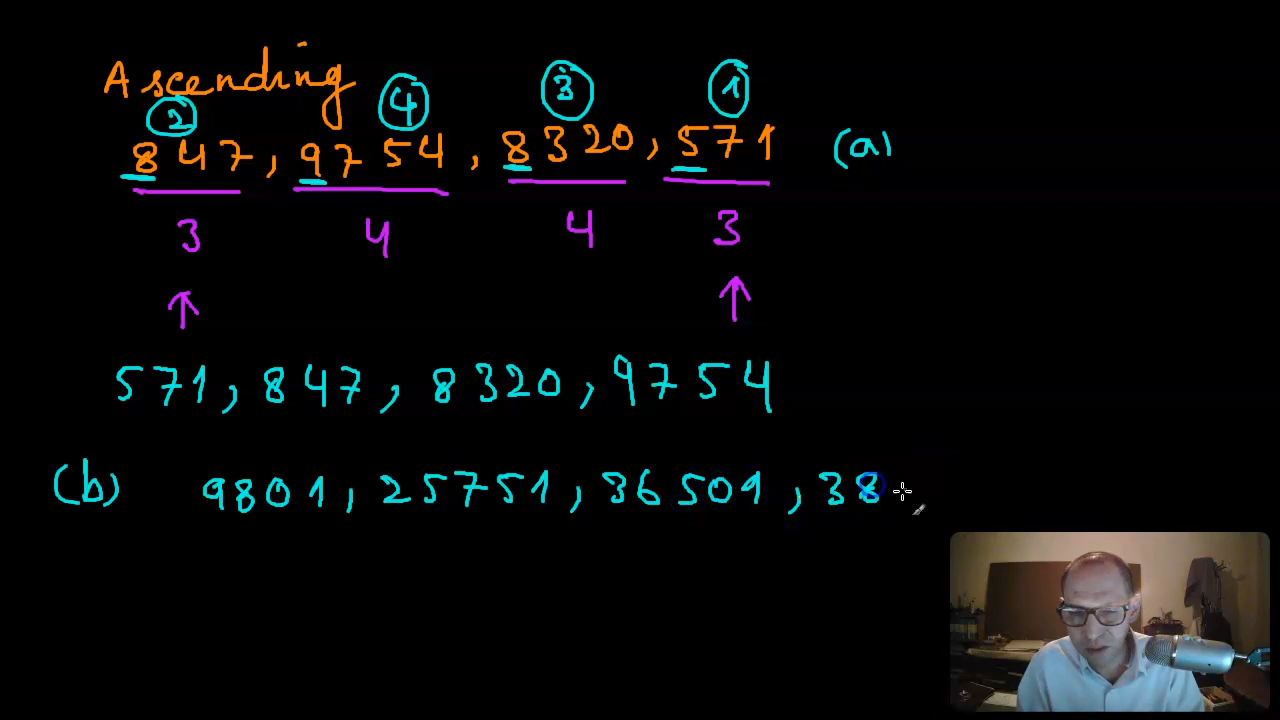 Ascending
2 4 3 1
847, 9754, 8320, 571 (a)
3 4 4 3
571, 847, 8320, 9754
(b) 9801, 25751, 36501, 38